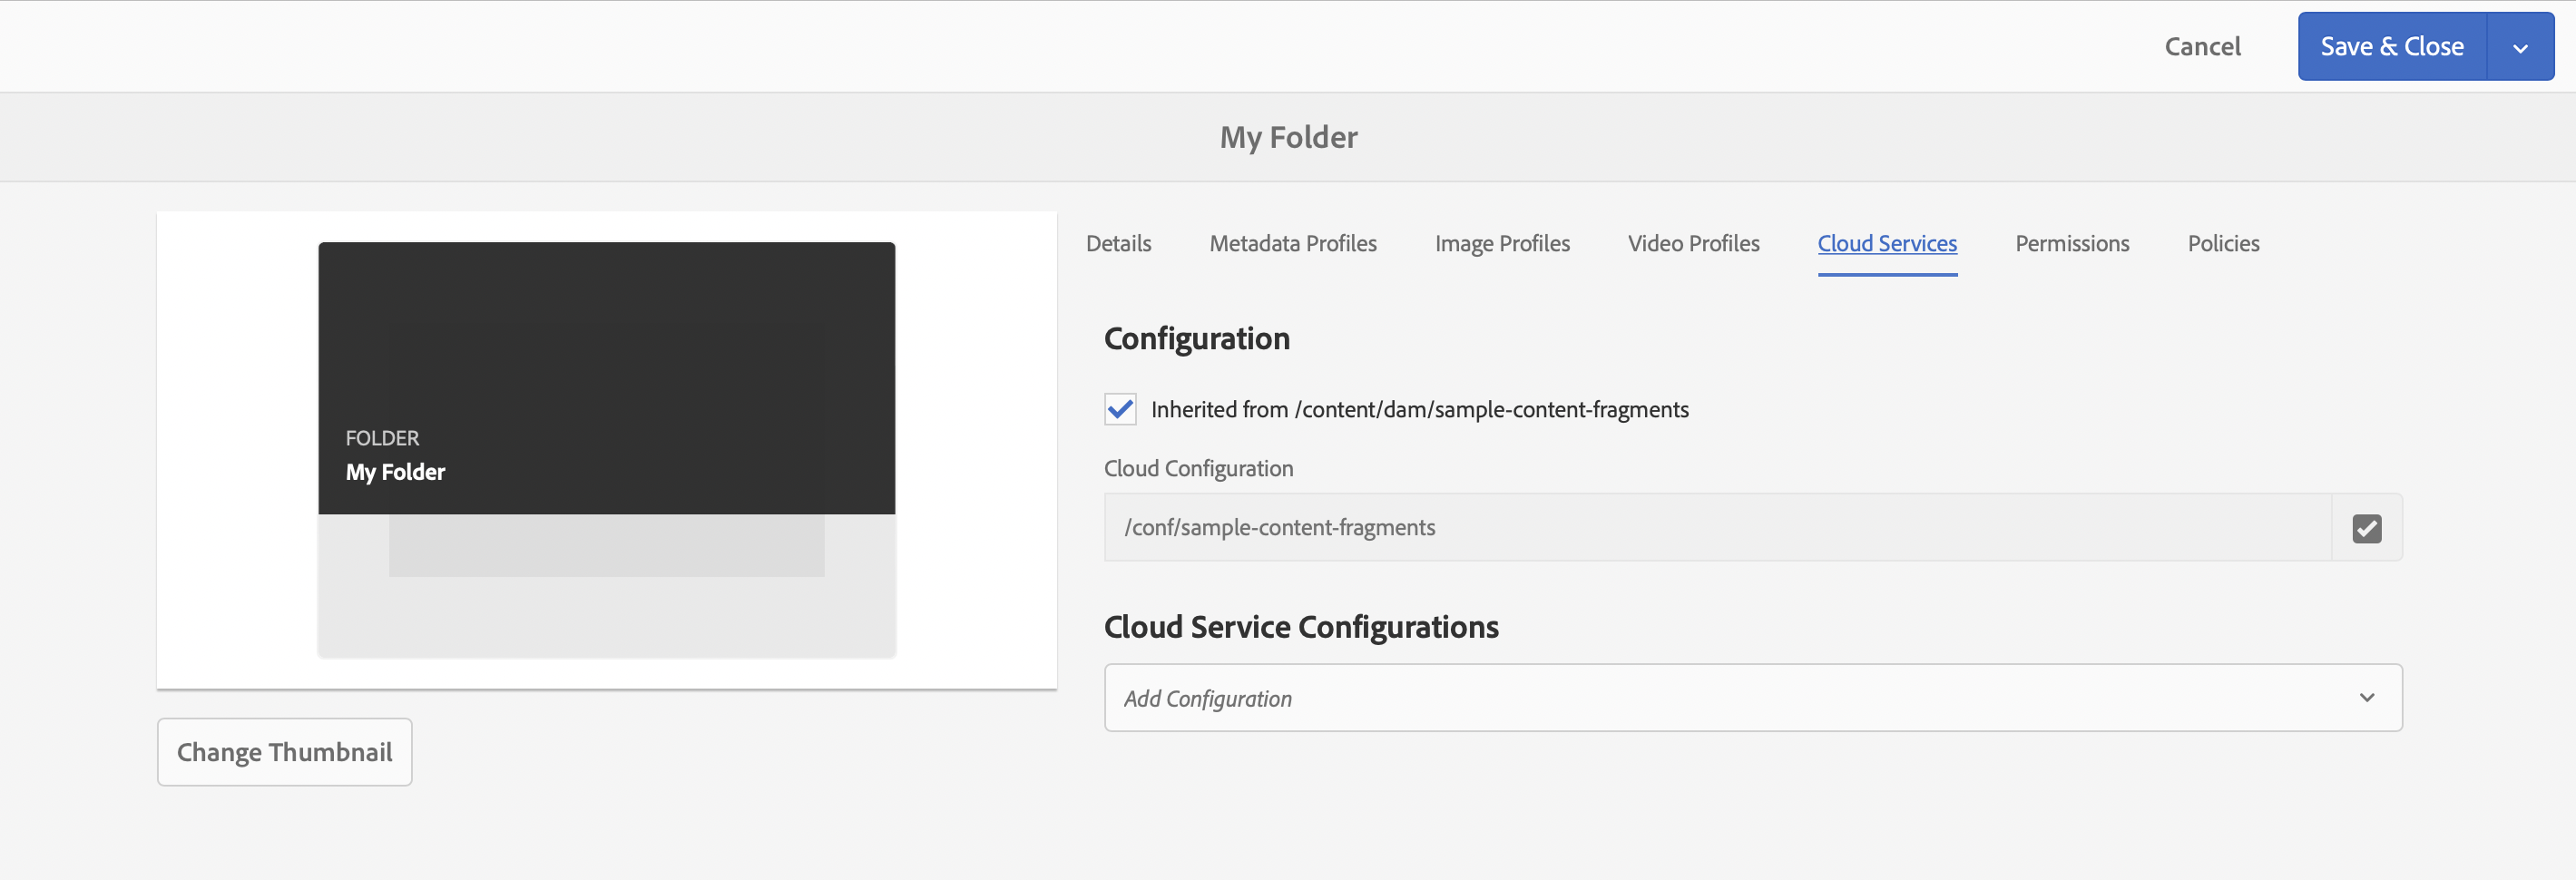 Cancel
Save & Close
My Folder
FOLDER
My Folder
Change Thumbnail
Details Metadata Profiles Image Profiles Video Profiles Cloud Services Permissions Policies
Configuration
Inherited from /content/dam/sample-content-fragments
Cloud Configuration
/conf/sample-content-fragments
Cloud Service Configurations
Add Configuration